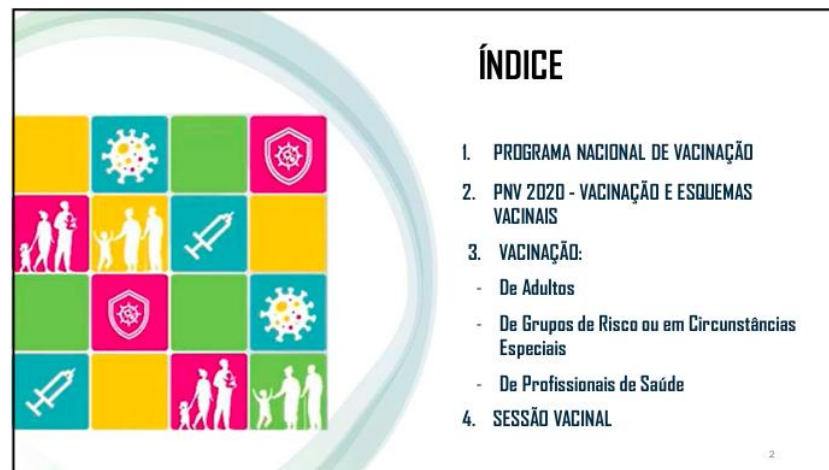 ÍNDICE
1. PROGRAMA NACIONAL DE VACINAÇÃO
2. PNV 2020 - VACINAÇÃO E ESQUEMAS
VACINAIS
3. VACINAÇÃO:
- De Adultos
- De Grupos de Risco ou em Circunstâncias
Especiais
- De Profissionais de Saúde
4. SESSÃO VACINAL
2